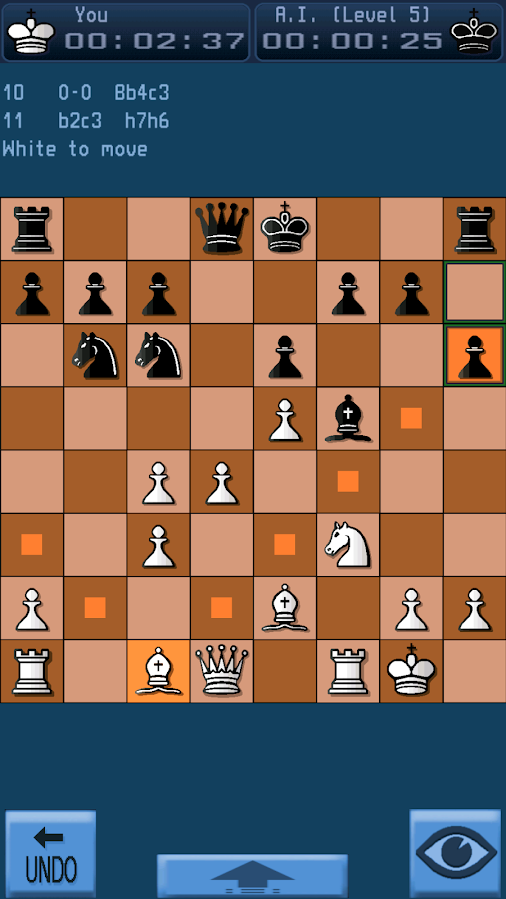 You
00:02:37
A.I. (Level 5)
00:00:25
10 0-0 Bb4c3
11 b2c3 h7h6
White to move
UNDO